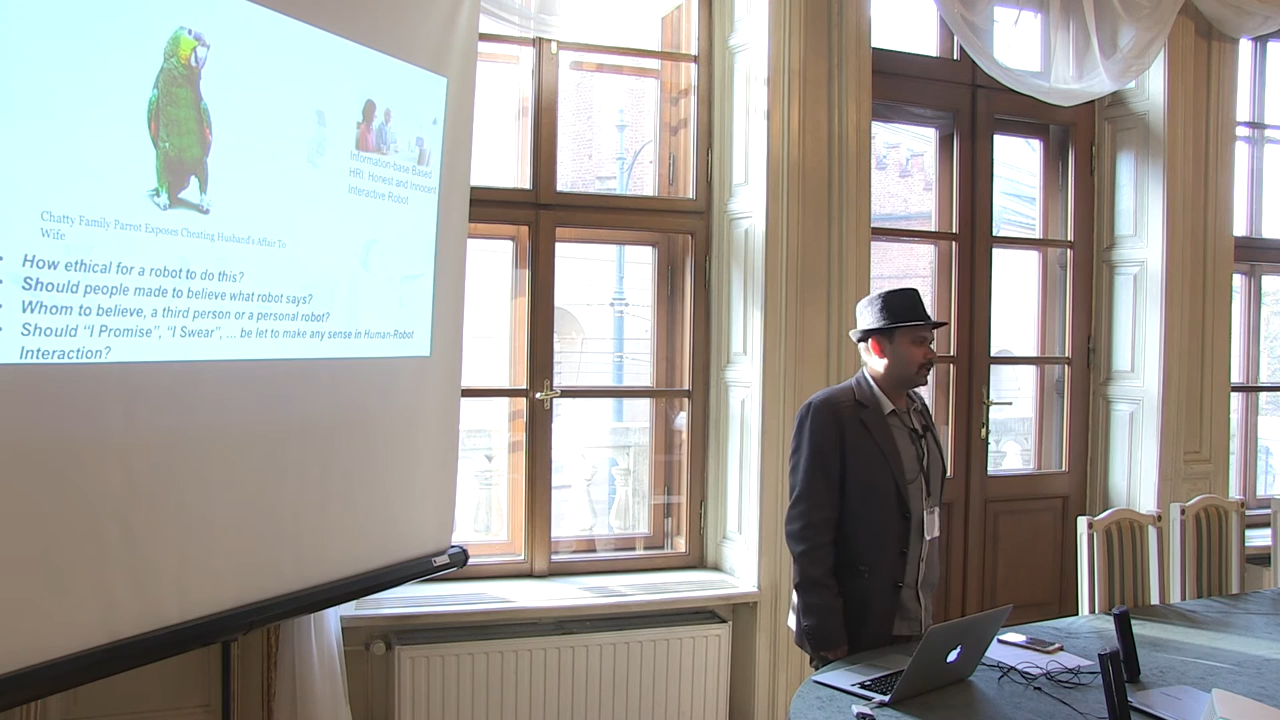 Information-base Based
HRI. Honest and Innocent
Interactive Robot
Chatty Family Parrot Exposes Cheating Husband's Affair To
Wife
• How ethical for a robot to do this?
• Should people made to believe what robot says?
• Whom to believe, a third person or a personal robot?
• Should "I Promise", "I Swear", ... be let to make any sense in Human-Robot
Interaction?